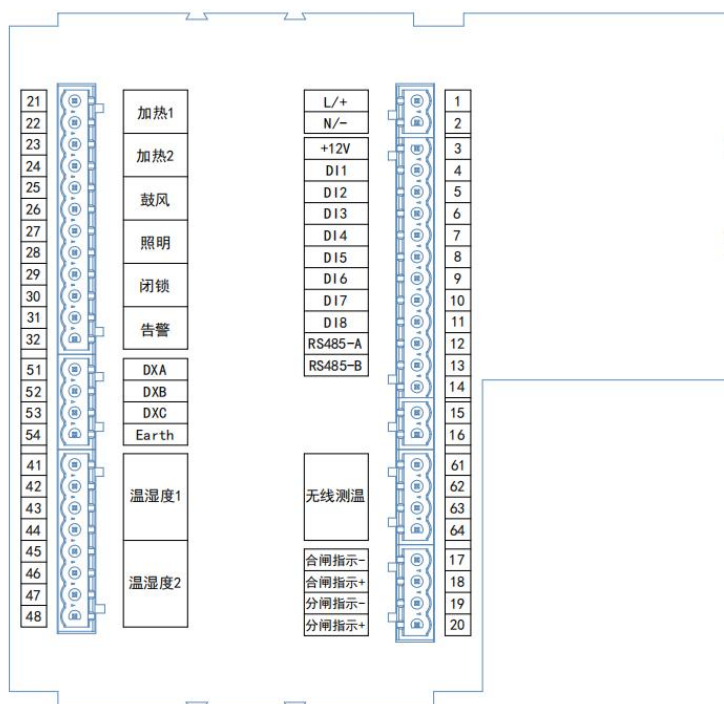 21 加热1 L/+ 1
22 N/- 2
23 加热2 +12V 3
24 DI1 4
25 鼓风 DI2 5
26 DI3 6
27 照明 DI4 7
28 DI5 8
29 闭锁 DI6 9
30 DI7 10
31 告警 DI8 11
32 RS485-A 12
51 DXA RS485-B 13
52 DXB 14
53 DXC 15
54 Earth 16
41 温湿度1 无线测温 61
42 62
43 63
44 64
45 温湿度2 合闸指示- 17
46 合闸指示+ 18
47 分闸指示- 19
48 分闸指示+ 20